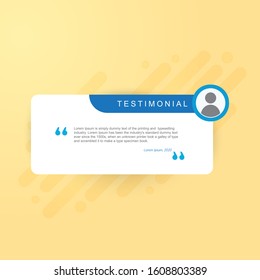 TESTIMONIAL
Lorem ipsum is simply dummy text of the printing and
typesetting industry. Lorem Ipsum has been the industry's
standard dummy text ever since the 1500s, when an
unknown printer took a galley of type and
scrambled it to make a type specimen book.
Lorem Ipsum, 2020
shutterstock.com · 1608803389